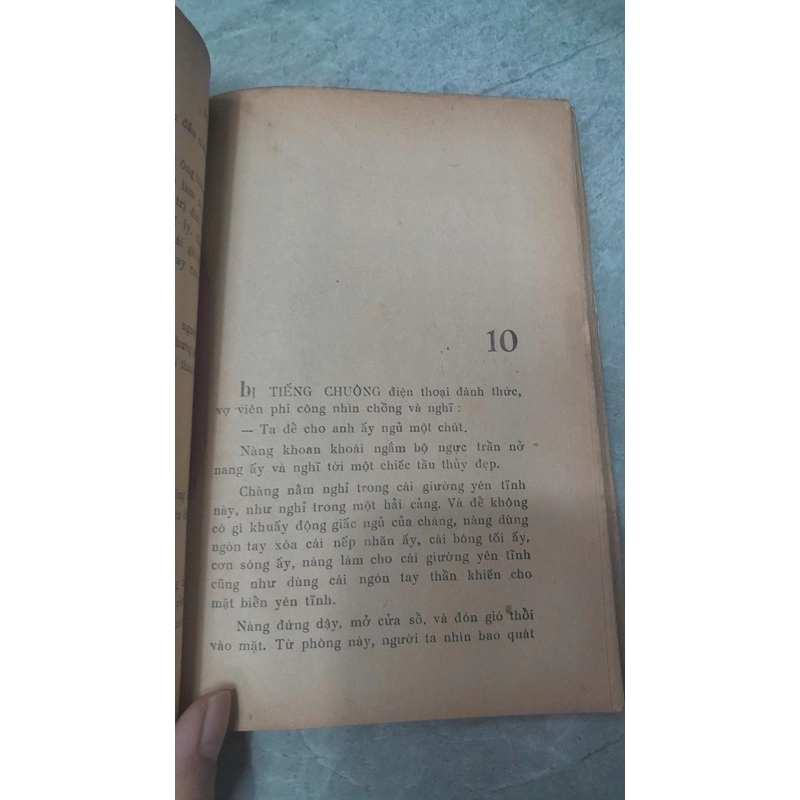 10
bỊ TIẾNG CHUÔNG điện thoại đánh thức,
vợ viên phi công nhìn chồng và nghĩ :
— Ta để cho anh ấy ngủ một chút.
Nàng khoan khoái ngắm bộ ngực trần nở
nang ấy và nghĩ tới một chiếc tầu thủy đẹp.
Chàng nằm nghỉ trong cái giường yên tĩnh
này, như nghỉ trong một hải cảng. Và để không
có gì khuấy động giấc ngủ của chàng, nàng dùng
ngón tay xóa cái nếp nhăn ấy, cái bóng tối ấy,
cơn sóng ấy, nàng làm cho cái giường yên tĩnh
cũng như dùng cái ngón tay thần khiến cho
mặt biển yên tĩnh.
Nàng đứng dậy, mở cửa sổ, và đón gió thổi
vào mặt. Từ phòng này, người ta nhìn bao quát